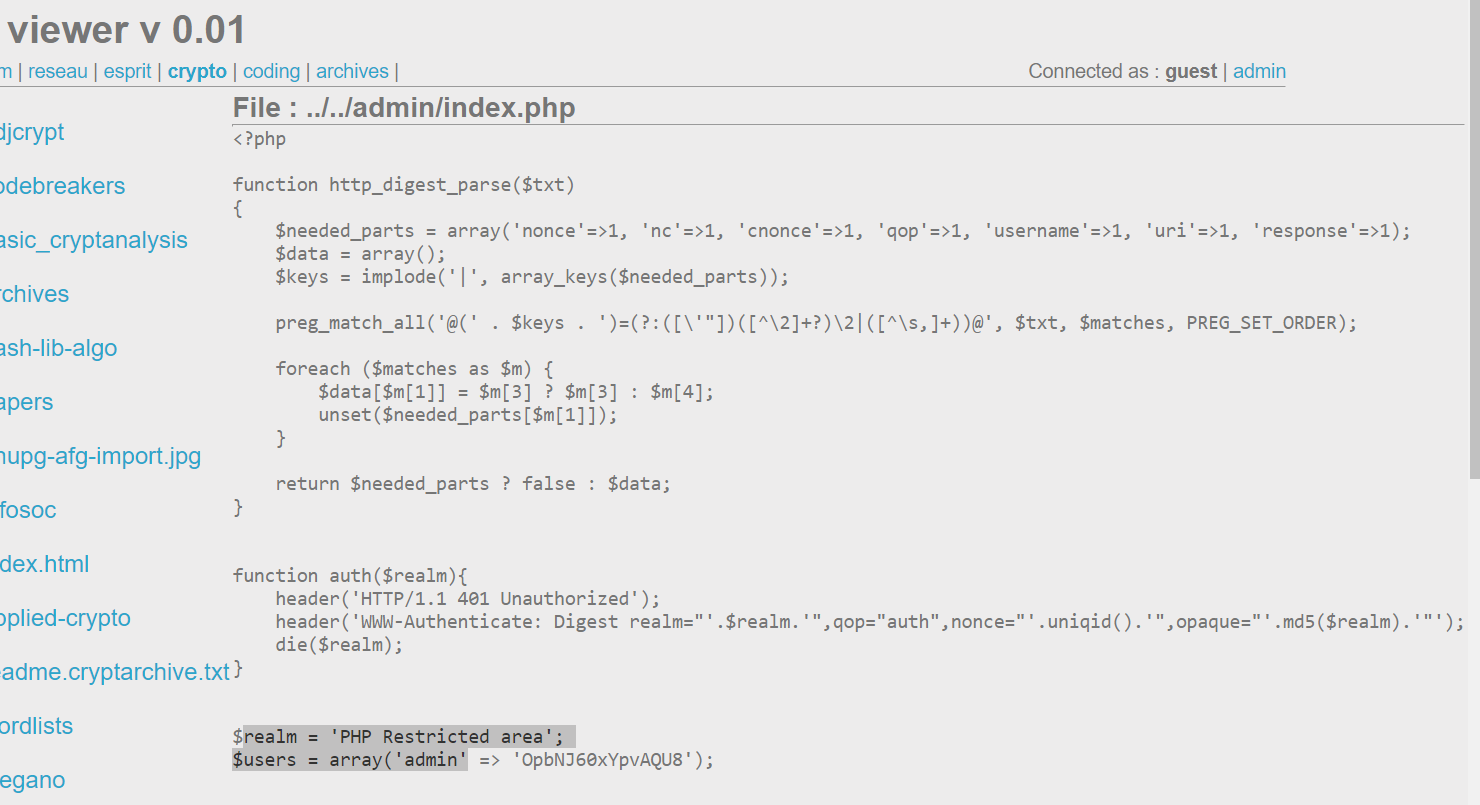 viewer v 0.01
m | reseau | esprit | crypto | coding | archives |
Connected as : guest | admin
djcrypt
odebreakers
asic_cryptanalysis
rchives
ash-lib-algo
apers
nupg-afg-import.jpg
fosoc
dex.html
pplied-crypto
eadme.cryptarchive.txt
ordlists
egano
File : ../../admin/index.php
<?php
function http_digest_parse($txt)
{
    $needed_parts = array('nonce'=>1, 'nc'=>1, 'cnonce'=>1, 'qop'=>1, 'username'=>1, 'uri'=>1, 'response'=>1);
    $data = array();
    $keys = implode('|', array_keys($needed_parts));
    preg_match_all('@(' . $keys . ')=(?:([\'"])([^\2]+?)\2|([^\s,]+))@', $txt, $matches, PREG_SET_ORDER);
    foreach ($matches as $m) {
        $data[$m[1]] = $m[3] ? $m[3] : $m[4];
        unset($needed_parts[$m[1]]);
    }
    return $needed_parts ? false : $data;
}
function auth($realm){
    header('HTTP/1.1 401 Unauthorized');
    header('WWW-Authenticate: Digest realm="'.$realm.'",qop="auth",nonce="'.uniqid().'",opaque="'.md5($realm).'"');
    die($realm);
}
$realm = 'PHP Restricted area';
$users = array('admin' => 'OpbNJ60xYpvAQU8');